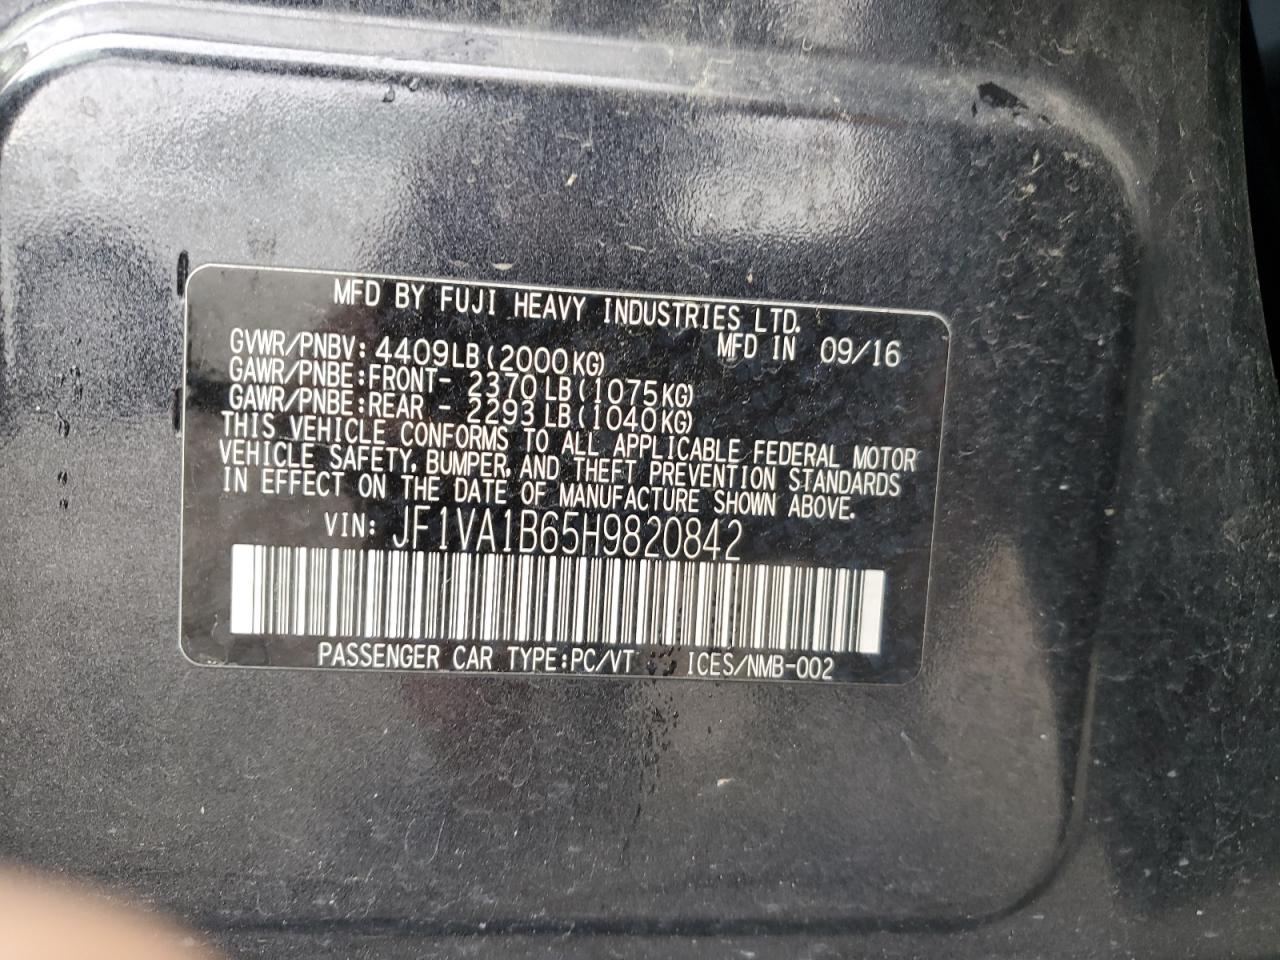 MFD BY FUJI HEAVY INDUSTRIES LTD.
GVWR/PNBV: 4409LB (2000KG) MFD IN 09/16
GAWR/PNBE:FRONT- 2370LB (1075KG)
GAWR/PNBE:REAR - 2293LB (1040KG)
THIS VEHICLE CONFORMS TO ALL APPLICABLE FEDERAL MOTOR
VEHICLE SAFETY, BUMPER, AND THEFT PREVENTION STANDARDS
IN EFFECT ON THE DATE OF MANUFACTURE SHOWN ABOVE.
VIN: JF1VA1B65H9820842
PASSENGER CAR TYPE:PC/VT ICES/NMB-002